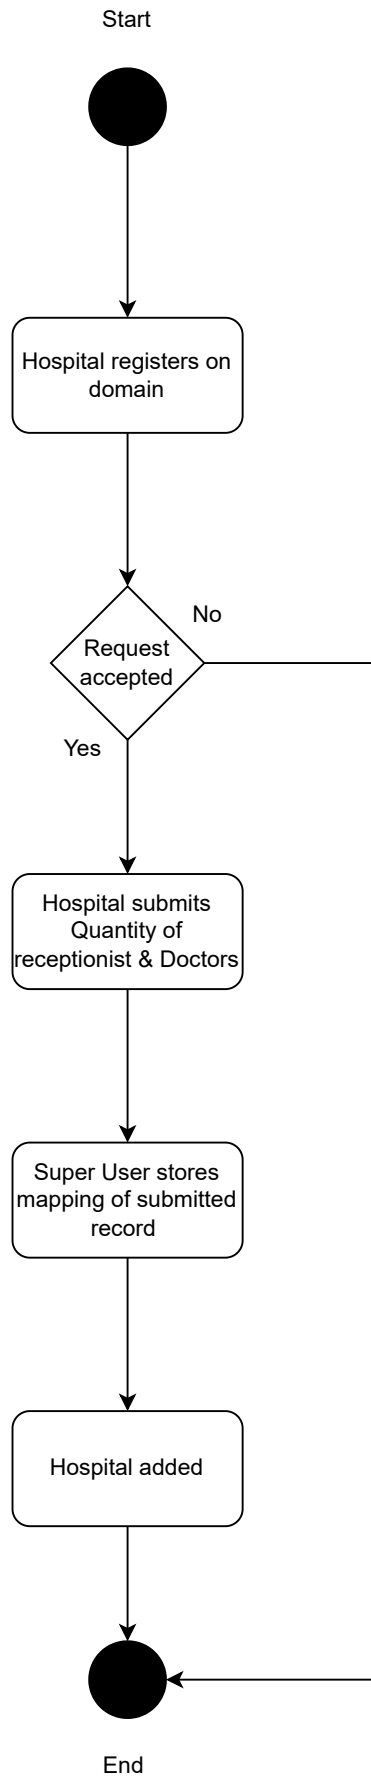 Start
Hospital registers on
domain
No
Request
accepted
Yes
Hospital submits
Quantity of
receptionist & Doctors
Super User stores
mapping of submitted
record
Hospital added
End